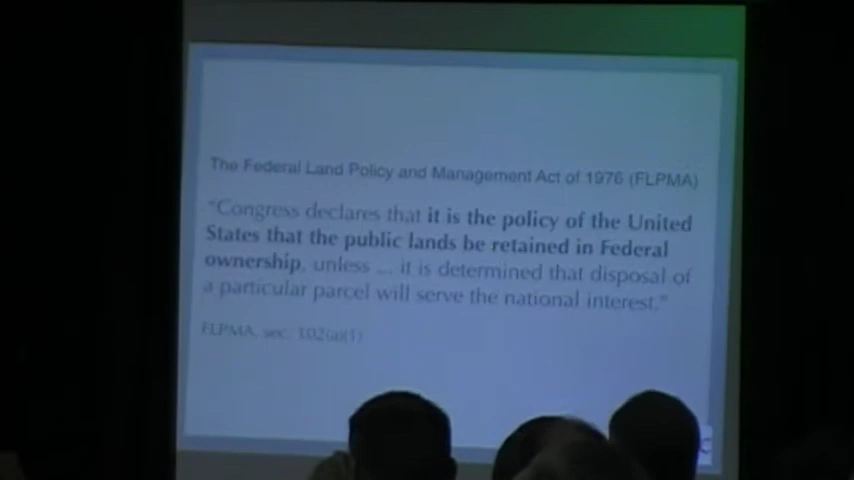 The Federal Land Policy and Management Act of 1976 (FLPMA)
"Congress declares that it is the policy of the United
States that the public lands be retained in Federal
ownership, unless ... it is determined that disposal of
a particular parcel will serve the national interest."
FLPMA, sec. 102(a)(1)
C